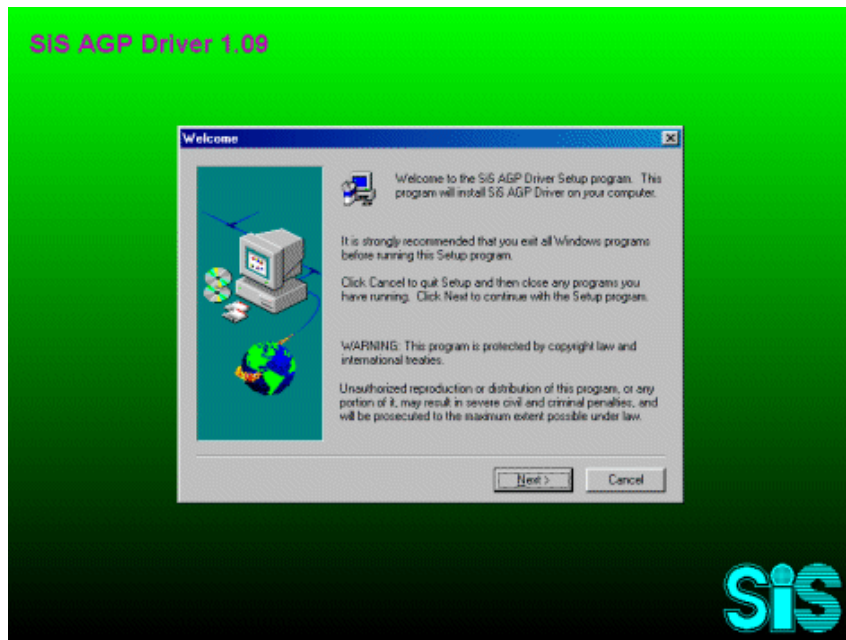 SiS AGP Driver 1.09
Welcome
Welcome to the SiS AGP Driver Setup program. This
program will install SiS AGP Driver on your computer.
It is strongly recommended that you exit all Windows programs
before running this Setup program.
Click Cancel to quit Setup and then close any programs you
have running. Click Next to continue with the Setup program.
WARNING: This program is protected by copyright law and
international treaties.
Unauthorized reproduction or distribution of this program, or any
portion of it, may result in severe civil and criminal penalties, and
will be prosecuted to the maximum extent possible under law.
Next > Cancel
SiS